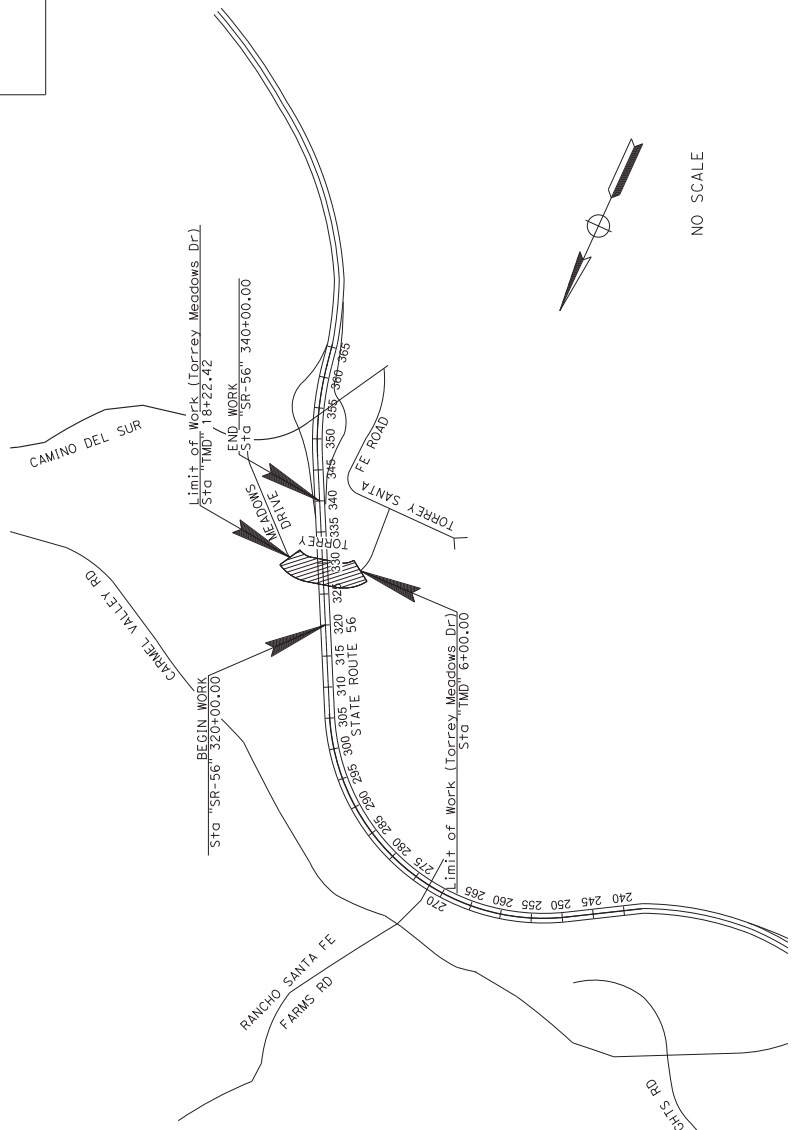 NO SCALE
Limit of Work (Torrey Meadows Dr)
Sta "TMD" 18+22.42
END WORK
Sta "SR-56" 340+00.00
CAMINO DEL SUR
MEADOWS
DRIVE
TORREY
TORREY SANTA
FE ROAD
CARMEL VALLEY RD
BEGIN WORK
Sta "SR-56" 320+00.00
STATE ROUTE 56
Limit of Work (Torrey Meadows Dr)
Sta "TMD" 6+00.00
RANCHO SANTA FE
FARMS RD
GHTS RD
365
360
355
350
345
340
335
330
325
320
315
310
305
300
295
290
285
280
275
270
265
260
255
250
245
240